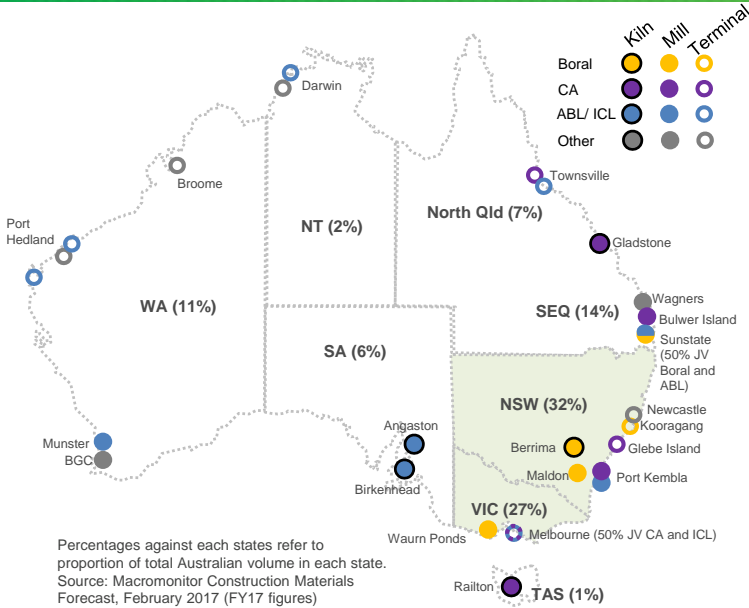 Kiln Mill Terminal
Boral
CA
ABL/ ICL
Other
Darwin
Broome
Townsville
Port
Hedland
North Qld (7%)
NT (2%)
Gladstone
WA (11%)
SEQ (14%)
Wagners
Bulwer Island
Sunstate
(50% JV
Boral and
ABL)
SA (6%)
NSW (32%)
Newcastle
Kooragang
Angaston
Glebe Island
Munster
BGC
Berrima
Birkenhead
Maldon
Port Kembla
VIC (27%)
Waurn Ponds
Melbourne (50% JV CA and ICL)
Percentages against each states refer to
proportion of total Australian volume in each state.
Source: Macromonitor Construction Materials
Forecast, February 2017 (FY17 figures)
Railton
TAS (1%)